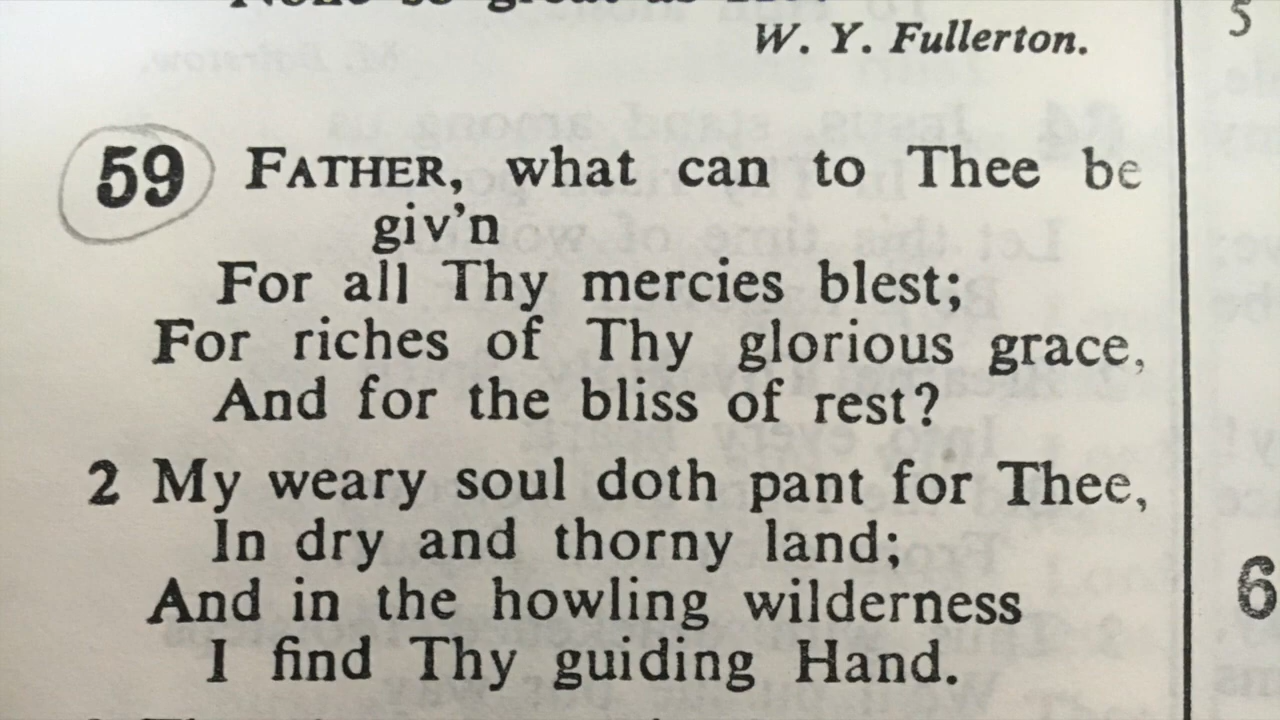 W. Y. Fullerton.
59 FATHER, what can to Thee be
giv'n
For all Thy mercies blest;
For riches of Thy glorious grace,
And for the bliss of rest?
2 My weary soul doth pant for Thee,
In dry and thorny land;
And in the howling wilderness
I find Thy guiding Hand.
5
6